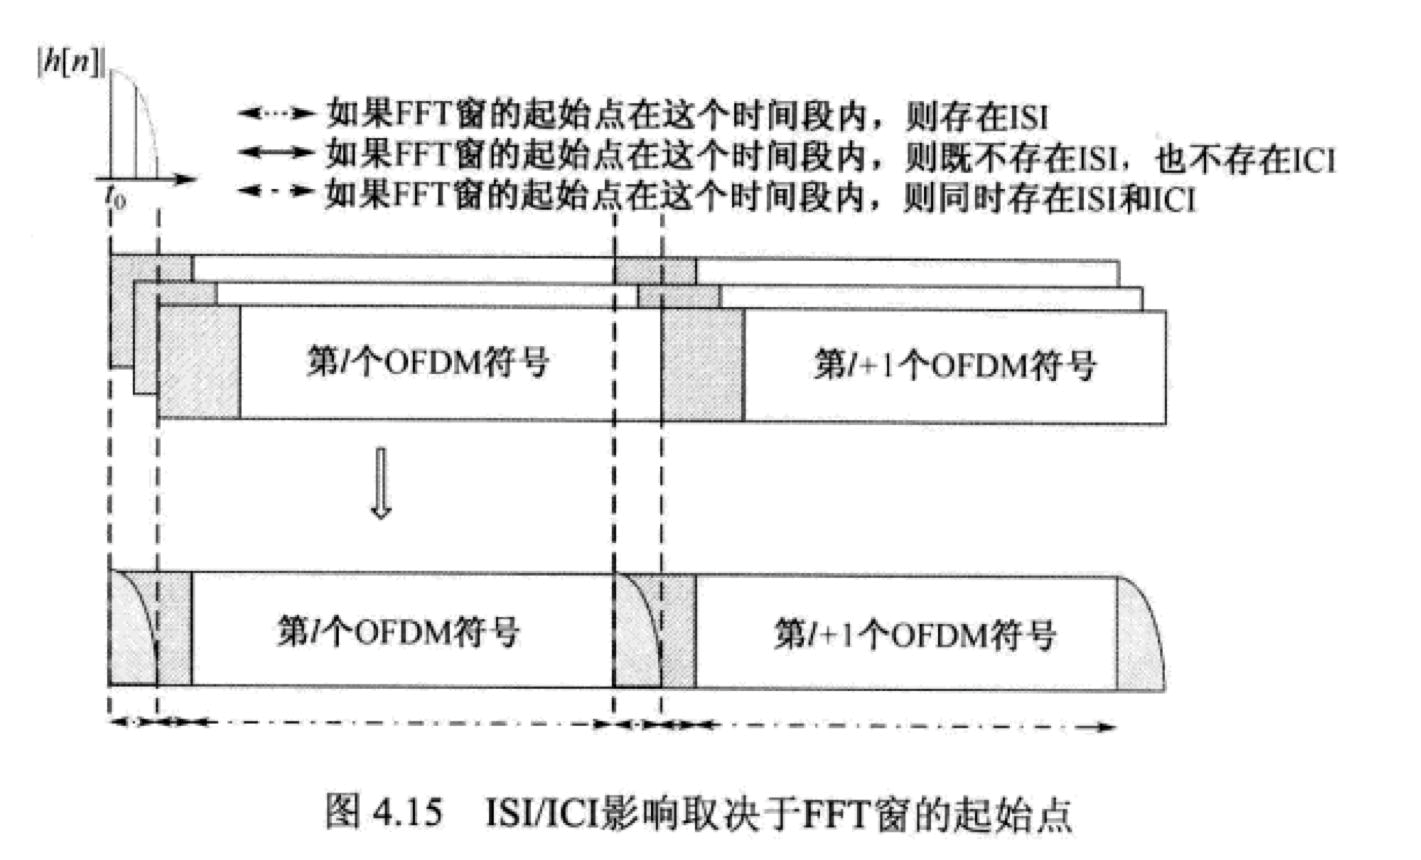 |h[n]|
如果FFT窗的起始点在这个时间段内，则存在ISI
如果FFT窗的起始点在这个时间段内，则既不存在ISI，也不存在ICI
t₀
如果FFT窗的起始点在这个时间段内，则同时存在ISI和ICI
第l个OFDM符号
第l+1个OFDM符号
第l个OFDM符号
第l+1个OFDM符号
图 4.15 ISI/ICI影响取决于FFT窗的起始点